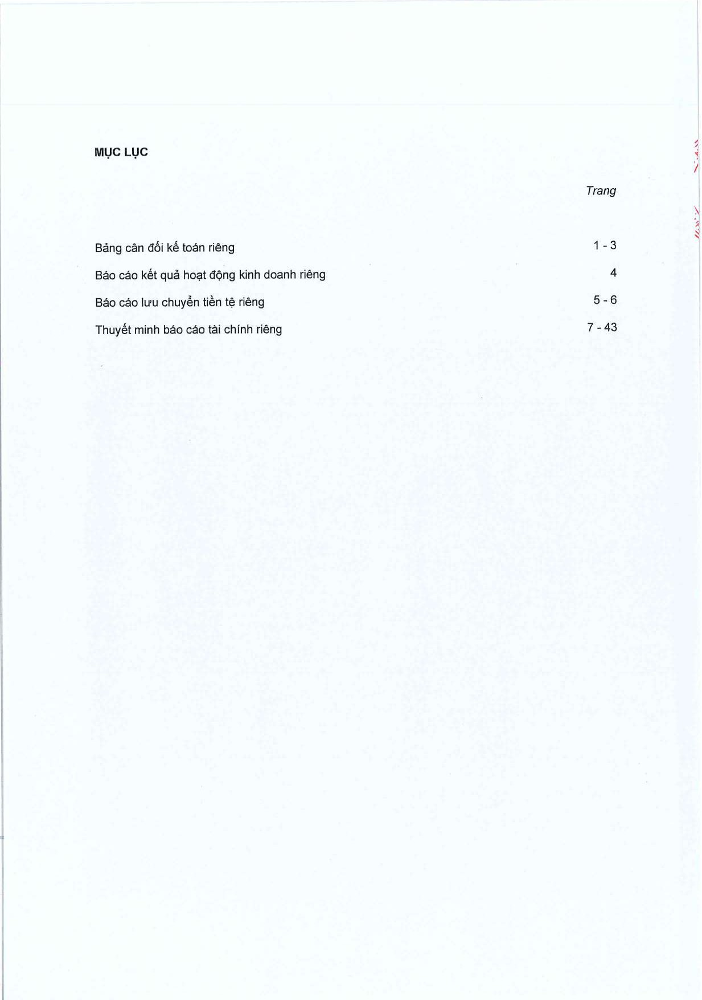 MỤC LỤC
Trang
Bảng cân đối kế toán riêng 1 - 3
Báo cáo kết quả hoạt động kinh doanh riêng 4
Báo cáo lưu chuyển tiền tệ riêng 5 - 6
Thuyết minh báo cáo tài chính riêng 7 - 43